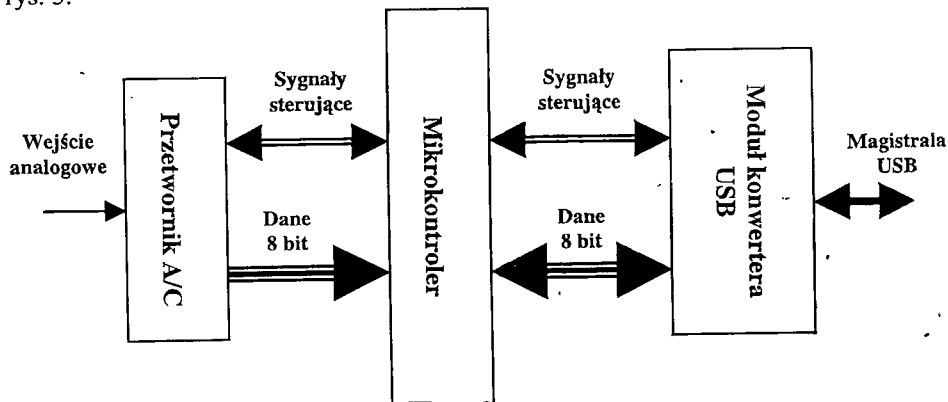 rys. 3.
Wejście
analogowe
Przetwornik A/C
Sygnały
sterujące
Dane
8 bit
Mikrokontroler
Sygnały
sterujące
Dane
8 bit
Moduł konwertera
USB
Magistrala
USB